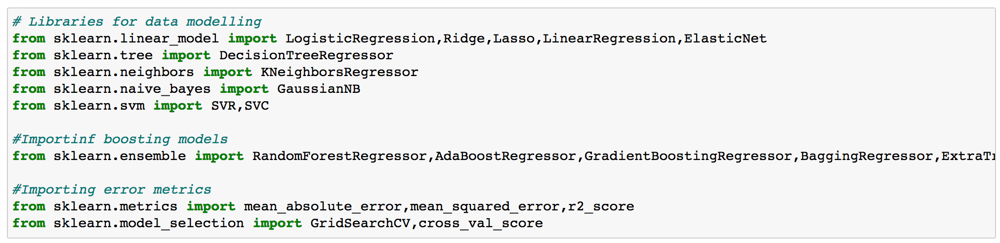 # Libraries for data modelling
from sklearn.linear_model import LogisticRegression,Ridge,Lasso,LinearRegression,ElasticNet
from sklearn.tree import DecisionTreeRegressor
from sklearn.neighbors import KNeighborsRegressor
from sklearn.naive_bayes import GaussianNB
from sklearn.svm import SVR,SVC
#Importinf boosting models
from sklearn.ensemble import RandomForestRegressor,AdaBoostRegressor,GradientBoostingRegressor,BaggingRegressor,
#Importing error metrics
from sklearn.metrics import mean_absolute_error,mean_squared_error,r2_score
from sklearn.model_selection import GridSearchCV,cross_val_score